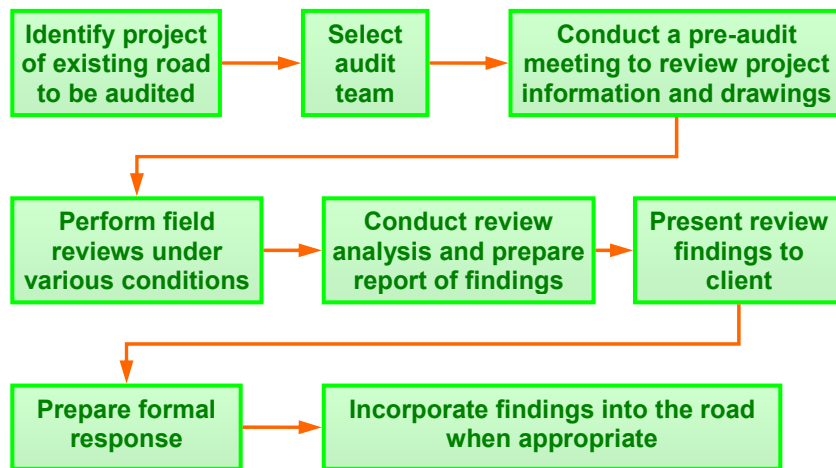 Identify project
of existing road
to be audited
Select
audit
team
Conduct a pre-audit
meeting to review project
information and drawings
Perform field
reviews under
various conditions
Conduct review
analysis and prepare
report of findings
Present review
findings to
client
Prepare formal
response
Incorporate findings into the road
when appropriate